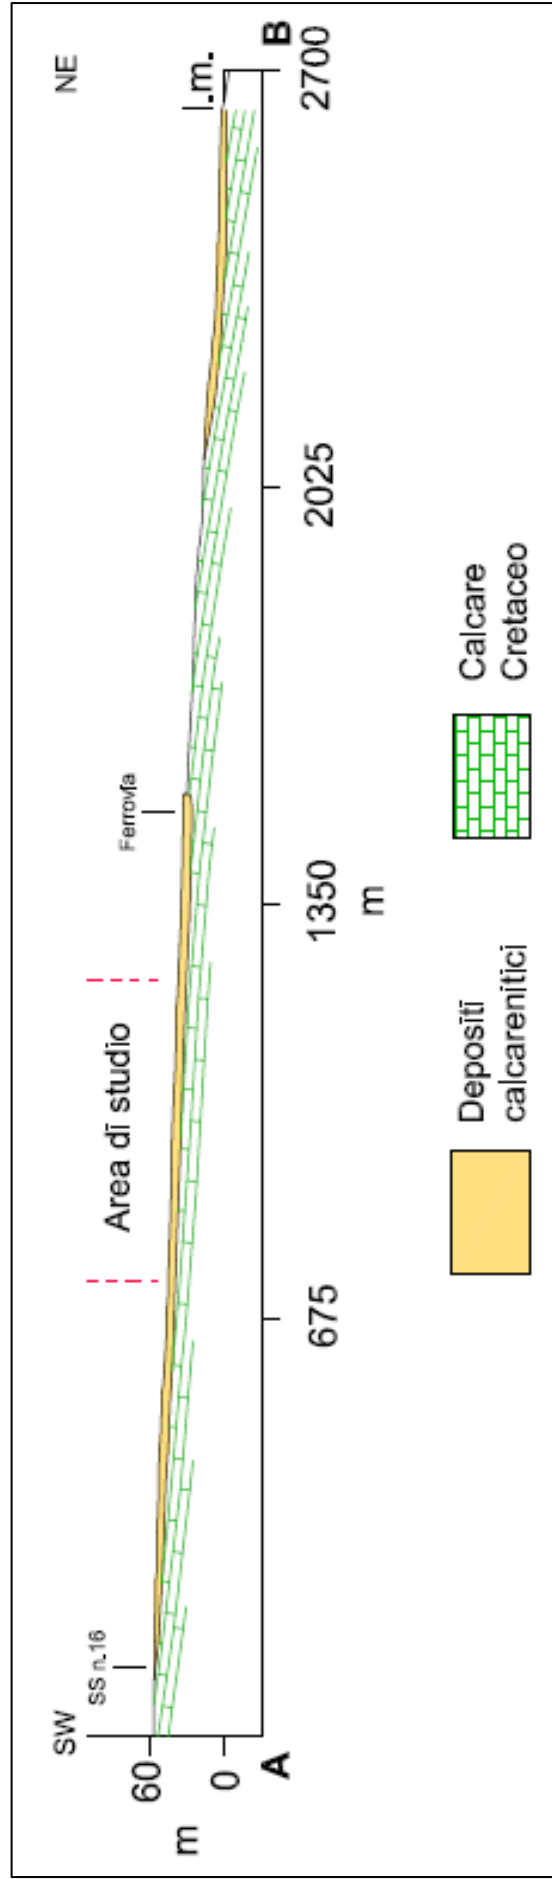 SW
NE
SS n.16
Area di studio
Ferrovia
l.m.
60
0
m
A
B
675
1350
2025
2700
m
Depositi
calcarenitici
Calcare
Cretaceo